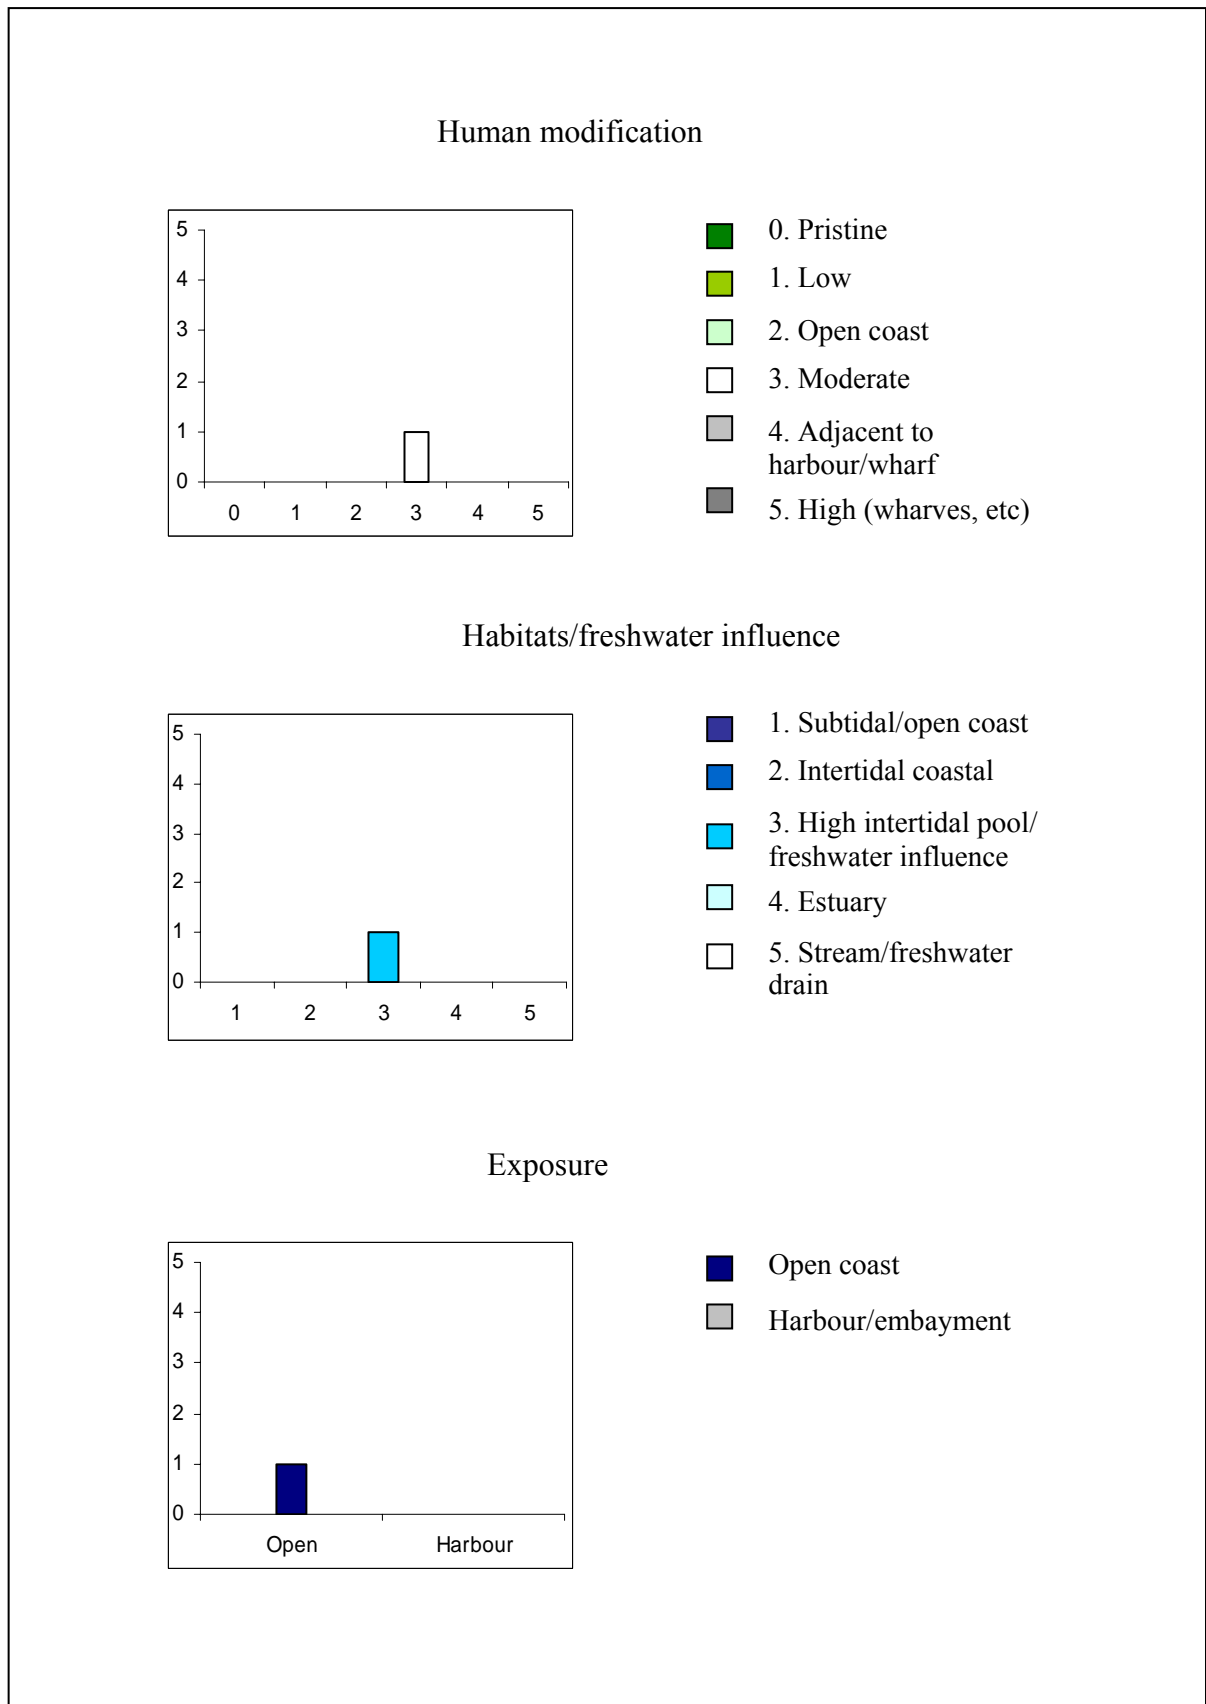 Human modification
5
4
3
2
1
0
0 1 2 3 4 5
0. Pristine
1. Low
2. Open coast
3. Moderate
4. Adjacent to
harbour/wharf
5. High (wharves, etc)
Habitats/freshwater influence
5
4
3
2
1
0
1 2 3 4 5
1. Subtidal/open coast
2. Intertidal coastal
3. High intertidal pool/
freshwater influence
4. Estuary
5. Stream/freshwater
drain
Exposure
5
4
3
2
1
0
Open Harbour
Open coast
Harbour/embayment